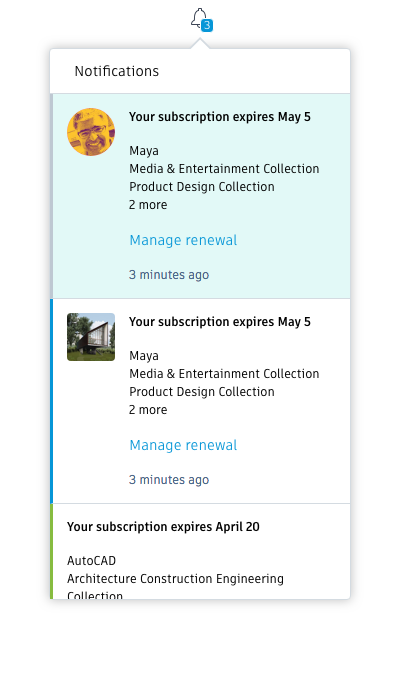 3
Notifications
Your subscription expires May 5
Maya
Media & Entertainment Collection
Product Design Collection
2 more
Manage renewal
3 minutes ago
Your subscription expires May 5
Maya
Media & Entertainment Collection
Product Design Collection
2 more
Manage renewal
3 minutes ago
Your subscription expires April 20
AutoCAD
Architecture Construction Engineering
Collection